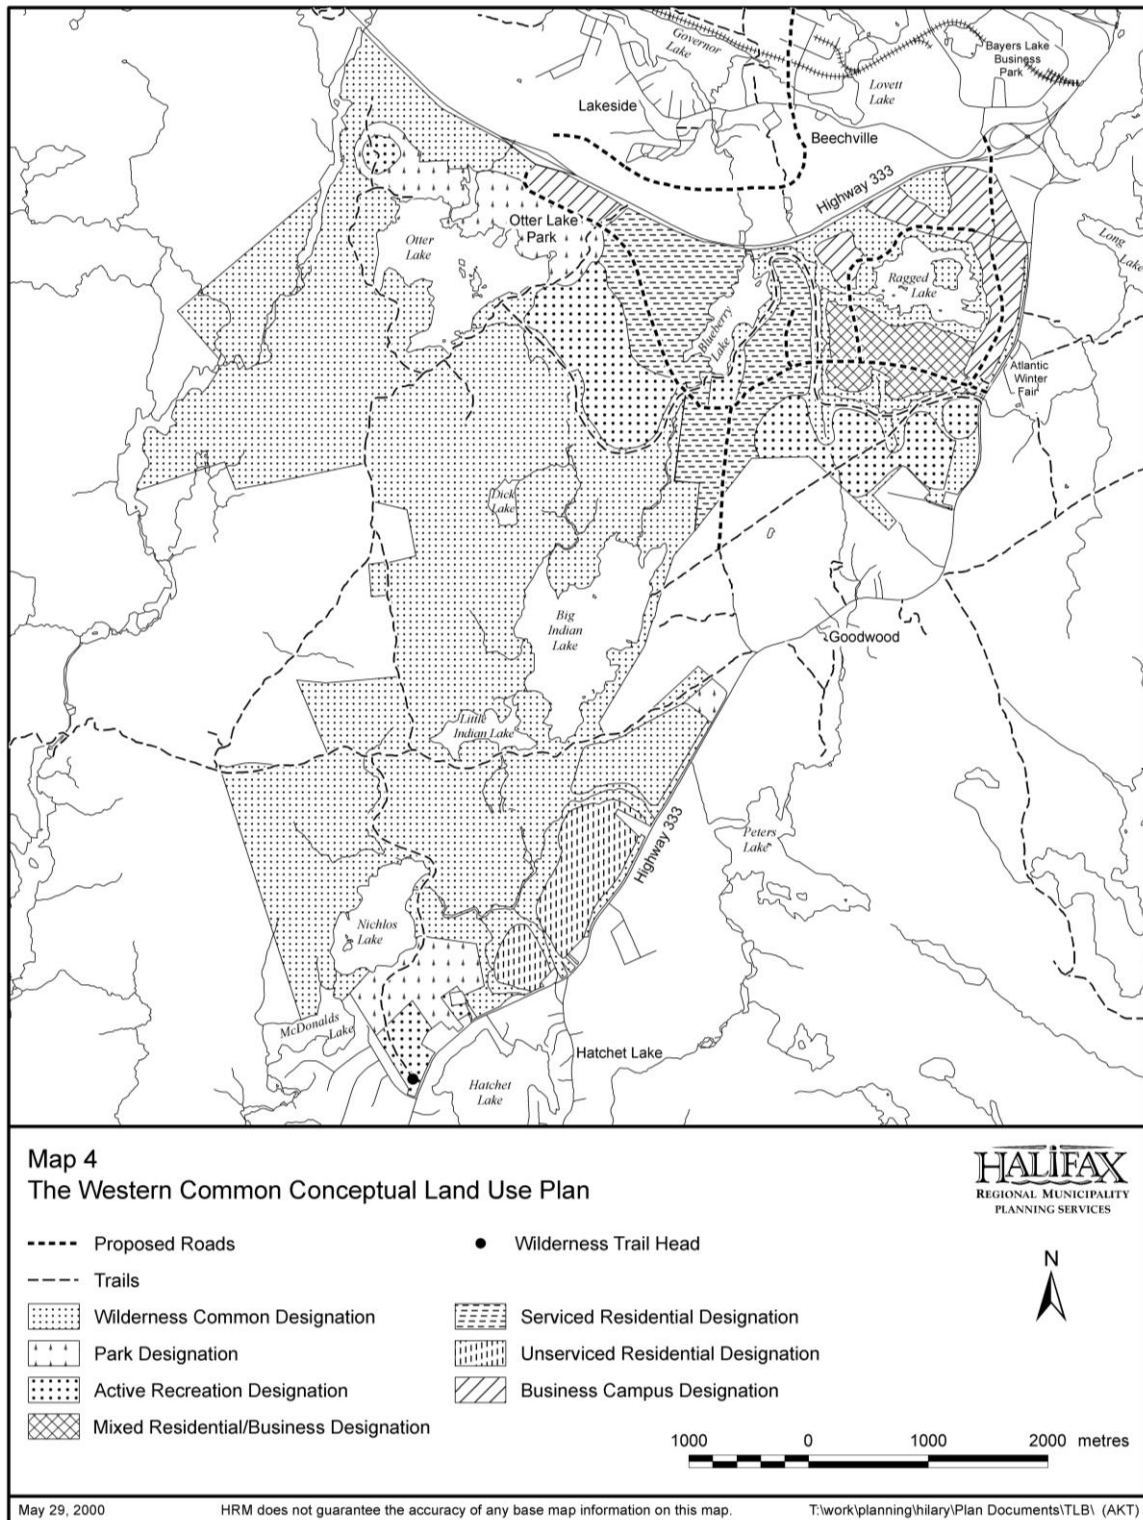 Governor
Lake
Bayers Lake
Business
Park
Lakeside
Lovett
Lake
Beechville
Highway 333
Otter Lake
Park
Otter
Lake
Long
Lake
Ragged
Lake
Blueberry
Lake
Atlantic
Winter
Fair
Dick
Lake
Big
Indian
Lake
Goodwood
Little
Indian Lake
Highway 333
Peters
Lake
Nichlos
Lake
McDonalds
Lake
Hatchet Lake
Hatchet
Lake
Map 4
The Western Common Conceptual Land Use Plan
HALIFAX
REGIONAL MUNICIPALITY
PLANNING SERVICES
Proposed Roads
Wilderness Trail Head
Trails
N
Wilderness Common Designation
Serviced Residential Designation
Park Designation
Unserviced Residential Designation
Active Recreation Designation
Business Campus Designation
Mixed Residential/Business Designation
1000 0 1000 2000 metres
May 29, 2000 HRM does not guarantee the accuracy of any base map information on this map. T:\work\planning\hilary\Plan Documents\TLB\ (AKT)